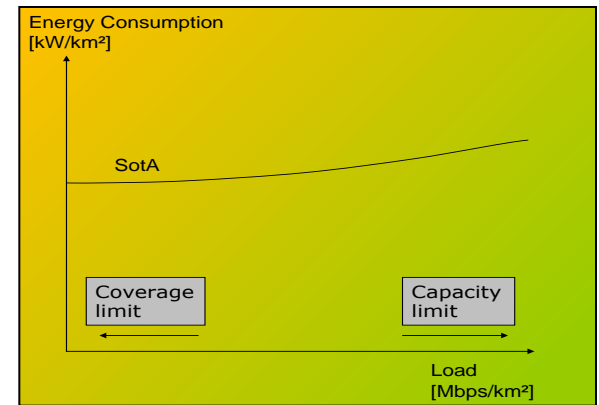 Energy Consumption
[kW/km²]
SotA
Coverage
limit
Capacity
limit
Load
[Mbps/km²]